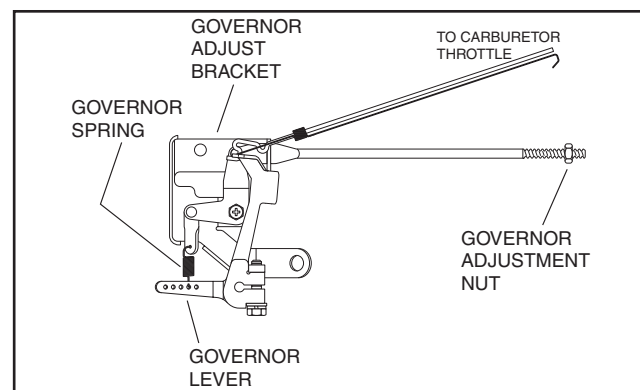 GOVERNOR
ADJUST
BRACKET
TO CARBURETOR
THROTTLE
GOVERNOR
SPRING
GOVERNOR
ADJUSTMENT
NUT
GOVERNOR
LEVER